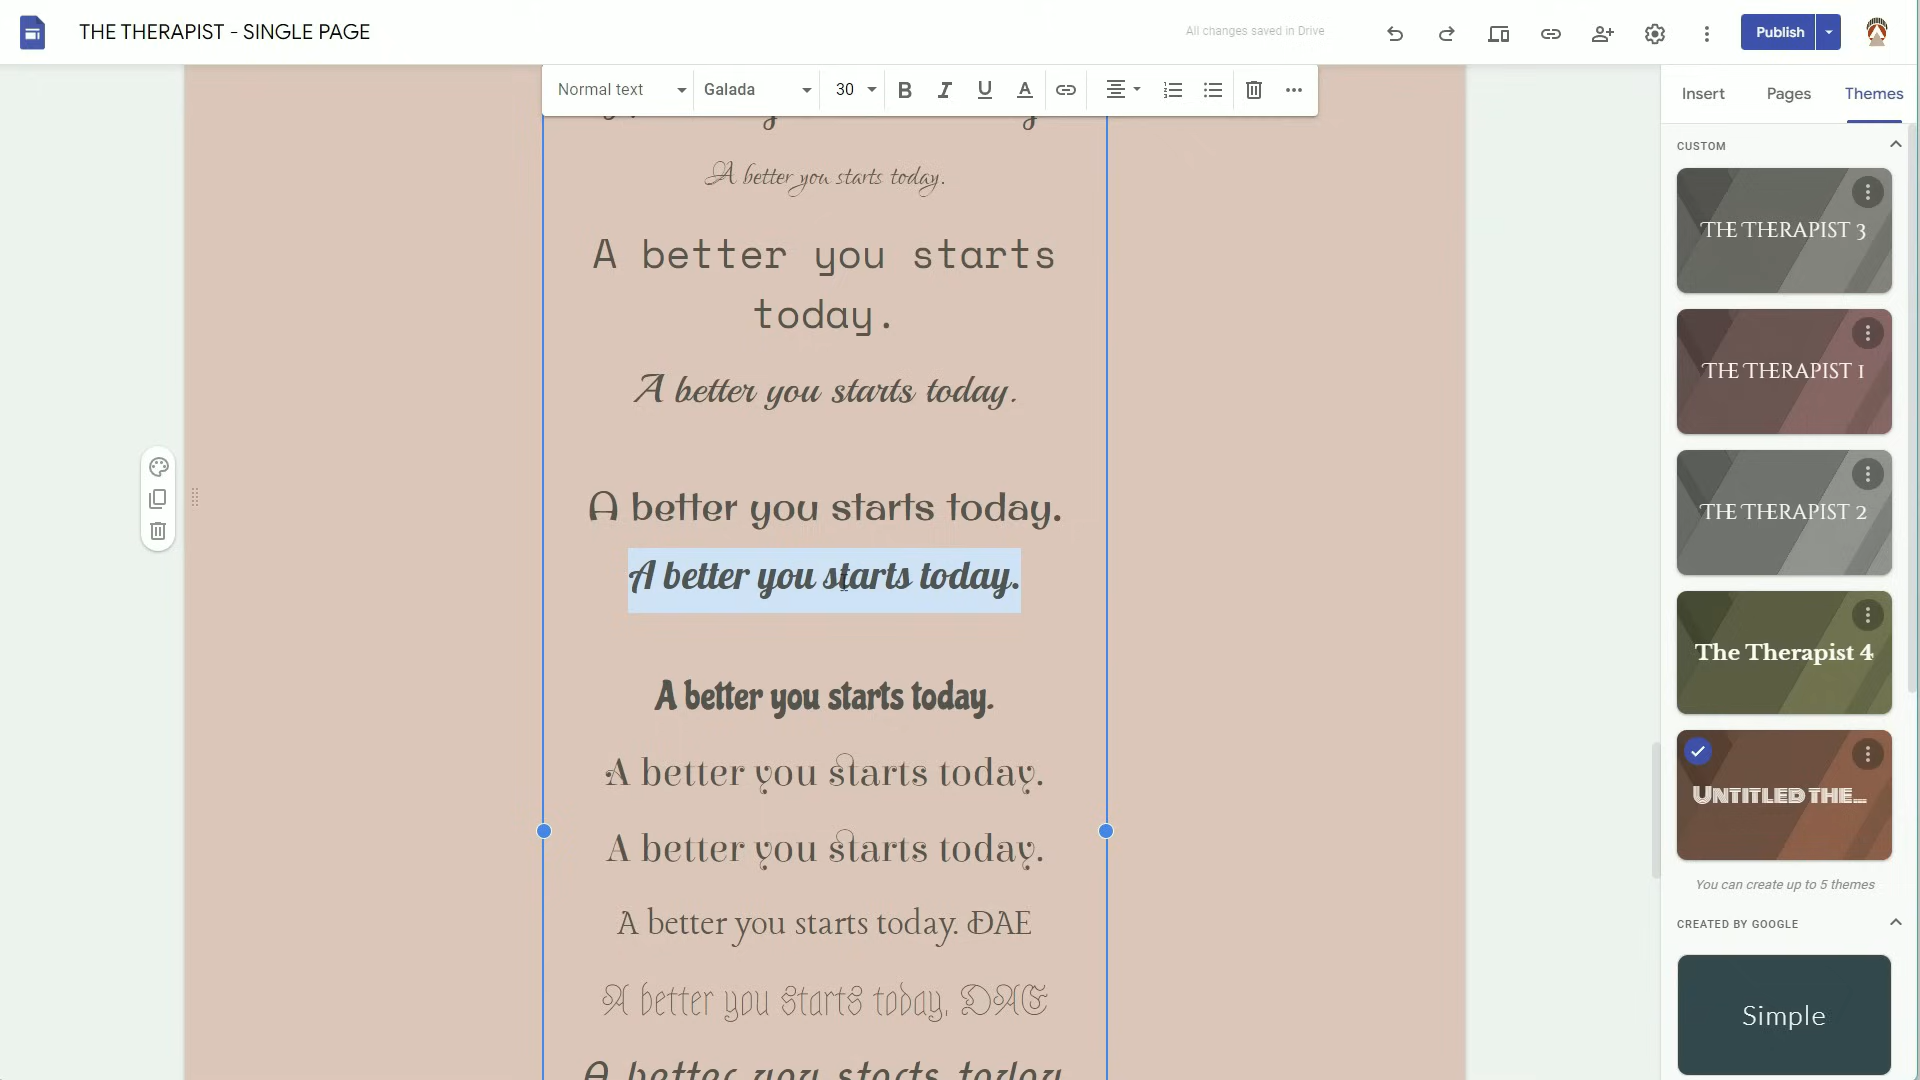 THE THERAPIST - SINGLE PAGE
All changes saved in Drive
Publish
Normal text
Galada
30
Insert
Pages
Themes
CUSTOM
THE THERAPIST 3
THE THERAPIST 1
THE THERAPIST 2
The Therapist 4
UNTITLED THE...
You can create up to 5 themes
CREATED BY GOOGLE
Simple
A better you starts today.
A better you starts
today.
A better you starts today.
A better you starts today.
A better you starts today.
A better you starts today.
A better you starts today.
A better you starts today.
A better you starts today. DAE
A better you starts today. DAE
A better you starts today